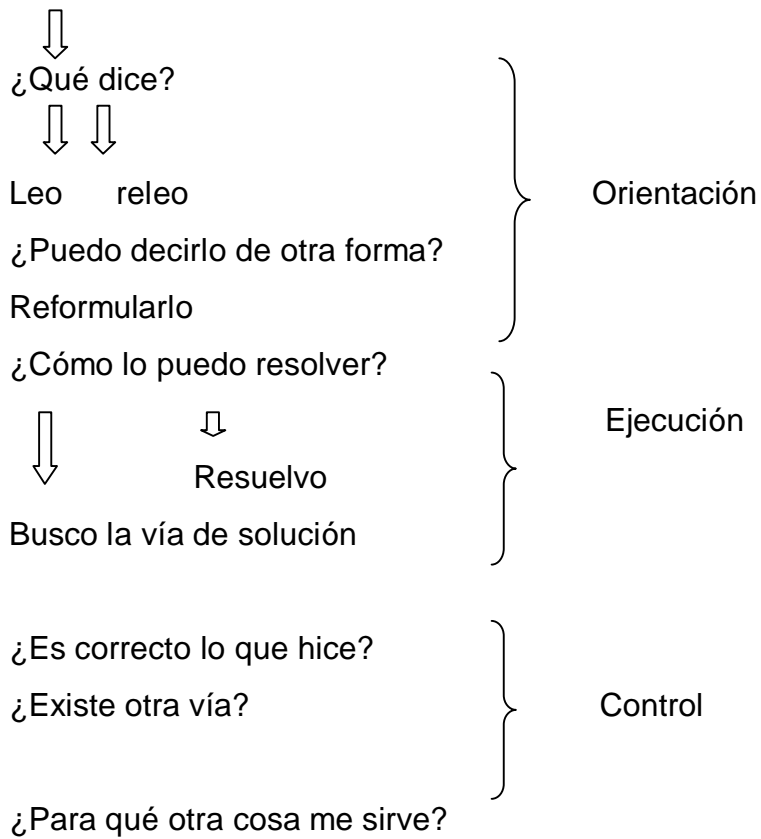 ¿Qué dice?
Leo releo Orientación
¿Puedo decirlo de otra forma?
Reformularlo
¿Cómo lo puedo resolver?
Ejecución
Resuelvo
Busco la vía de solución
¿Es correcto lo que hice?
¿Existe otra vía? Control
¿Para qué otra cosa me sirve?